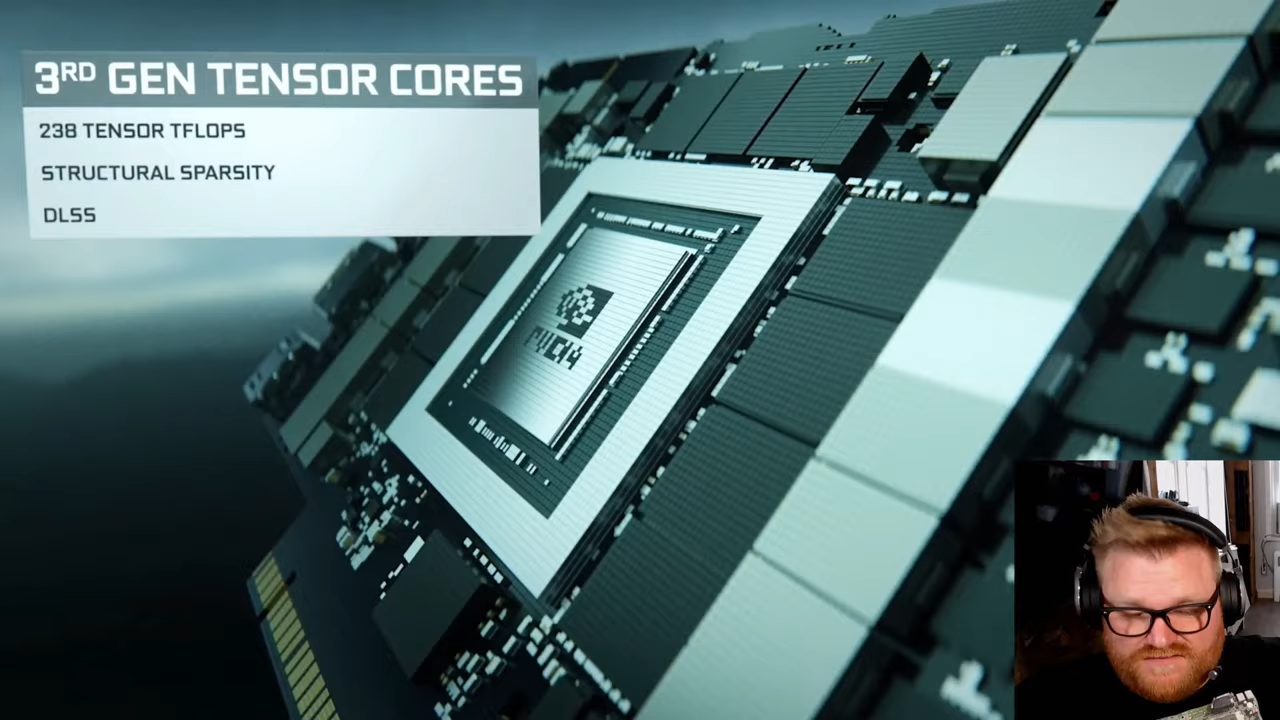 3RD GEN TENSOR CORES
238 TENSOR TFLOPS
STRUCTURAL SPARSITY
DLSS